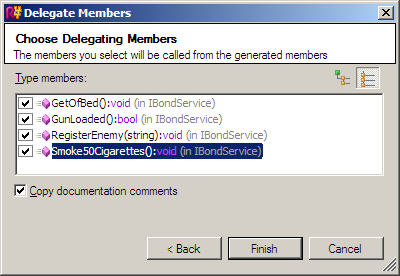 Delegate Members
Choose Delegating Members
The members you select will be called from the generated members
Type members:
GetOfBed():void (in IBondService)
GunLoaded():bool (in IBondService)
RegisterEnemy(string):void (in IBondService)
Smoke50Cigarettes():void (in IBondService)
Copy documentation comments
< Back Finish Cancel